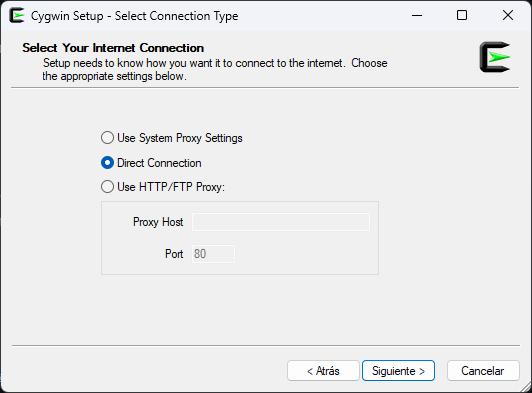 Cygwin Setup - Select Connection Type
Select Your Internet Connection
Setup needs to know how you want it to connect to the internet.  Choose
the appropriate settings below.
Use System Proxy Settings
Direct Connection
Use HTTP/FTP Proxy:
Proxy Host
Port 80
< Atrás Siguiente > Cancelar